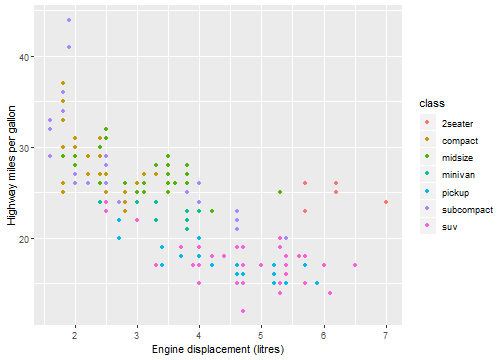 Highway miles per gallon
40
30
20
2
3
4
5
6
7
Engine displacement (litres)
class
2seater
compact
midsize
minivan
pickup
subcompact
suv